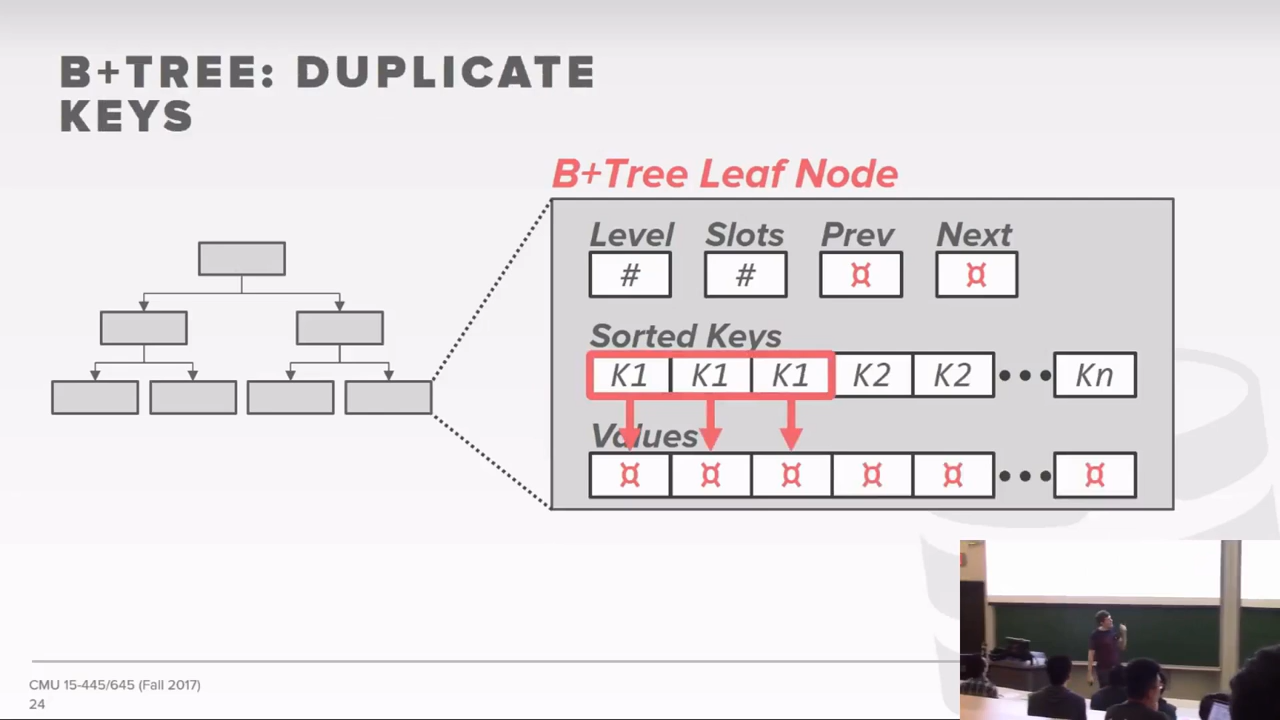 B+TREE: DUPLICATE
KEYS
B+Tree Leaf Node
Level Slots Prev Next
# # ¤ ¤
Sorted Keys
K1 K1 K1 K2 K2 ••• Kn
Values
¤ ¤ ¤ ¤ ¤ ••• ¤
CMU 15-445/645 (Fall 2017)
24